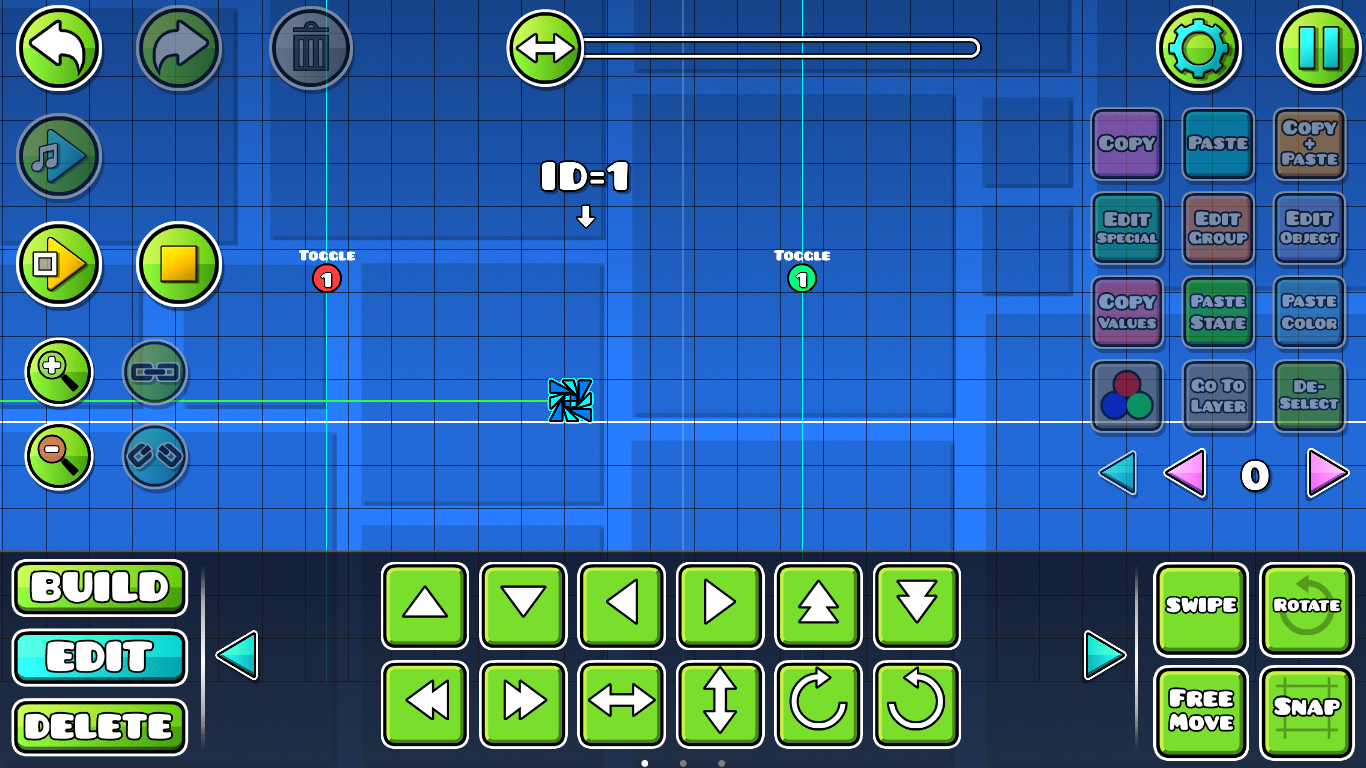 ID=1
TOGGLE
1
TOGGLE
1
COPY
PASTE
COPY
+
PASTE
EDIT
SPECIAL
EDIT
GROUP
EDIT
OBJECT
COPY
VALUES
PASTE
STATE
PASTE
COLOR
GO TO
LAYER
DE-
SELECT
0
BUILD
EDIT
DELETE
SWIPE
ROTATE
FREE
MOVE
SNAP